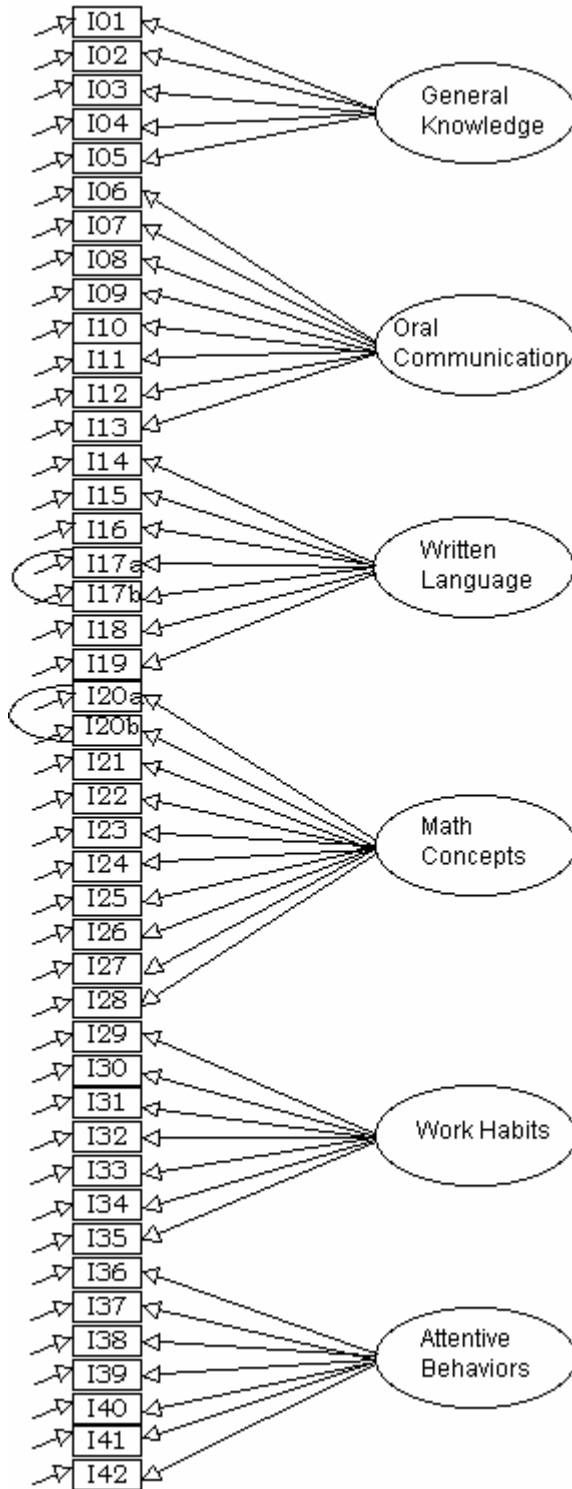 I01
I02
I03
I04
I05
General
Knowledge
I06
I07
I08
I09
I10
I11
I12
I13
Oral
Communication
I14
I15
I16
I17a
I17b
I18
I19
Written
Language
I20a
I20b
I21
I22
I23
I24
I25
I26
I27
I28
Math
Concepts
I29
I30
I31
I32
I33
I34
I35
Work Habits
I36
I37
I38
I39
I40
I41
I42
Attentive
Behaviors